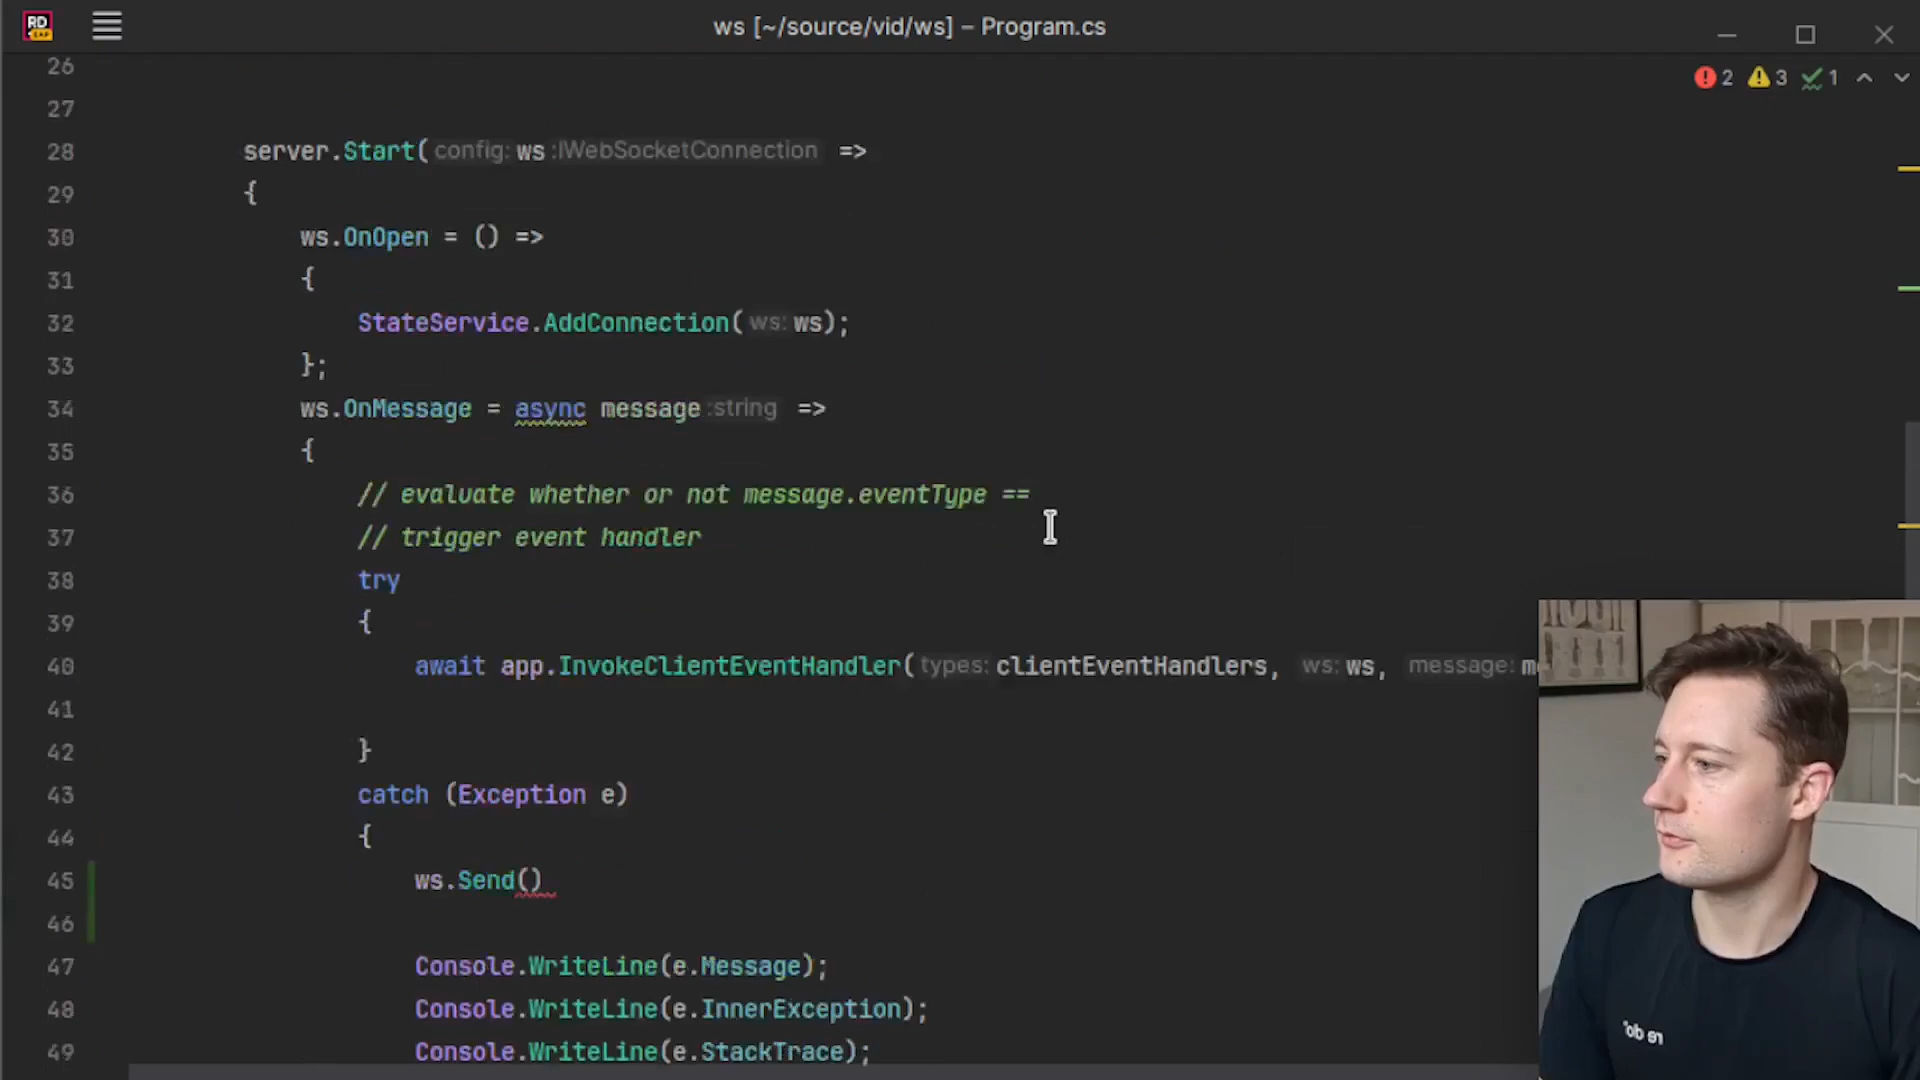 RD
EAP
ws [~/source/vid/ws] – Program.cs
2 3 1
26
27
28 server.Start( config: ws :IWebSocketConnection =>
29 {
30 ws.OnOpen = () =>
31 {
32 StateService.AddConnection( ws: ws);
33 };
34 ws.OnMessage = async message :string =>
35 {
36 // evaluate whether or not message.eventType ==
37 // trigger event handler
38 try
39 {
40 await app.InvokeClientEventHandler( types: clientEventHandlers, ws: ws, message: m
41
42 }
43 catch (Exception e)
44 {
45 ws.Send()
46
47 Console.WriteLine(e.Message);
48 Console.WriteLine(e.InnerException);
49 Console.WriteLine(e.StackTrace);